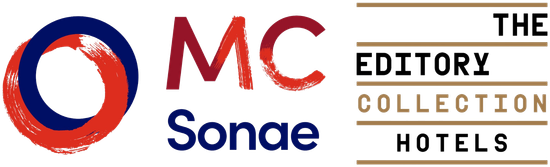 MC
Sonae
THE
EDITORY
COLLECTION
HOTELS